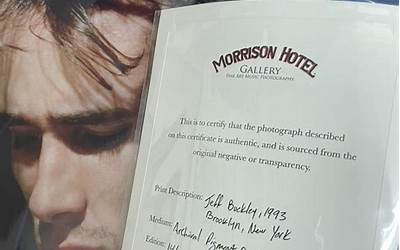 MORRISON HOTEL
GALLERY
FINE ART MUSIC PHOTOGRAPHY
This is to certify that the photograph described
on this certificate is authentic, and is sourced from the
original negative or transparency.
Print Description: Jeff Buckley, 1993
Brooklyn, New York
Medium: Archival Pigment
Edition: